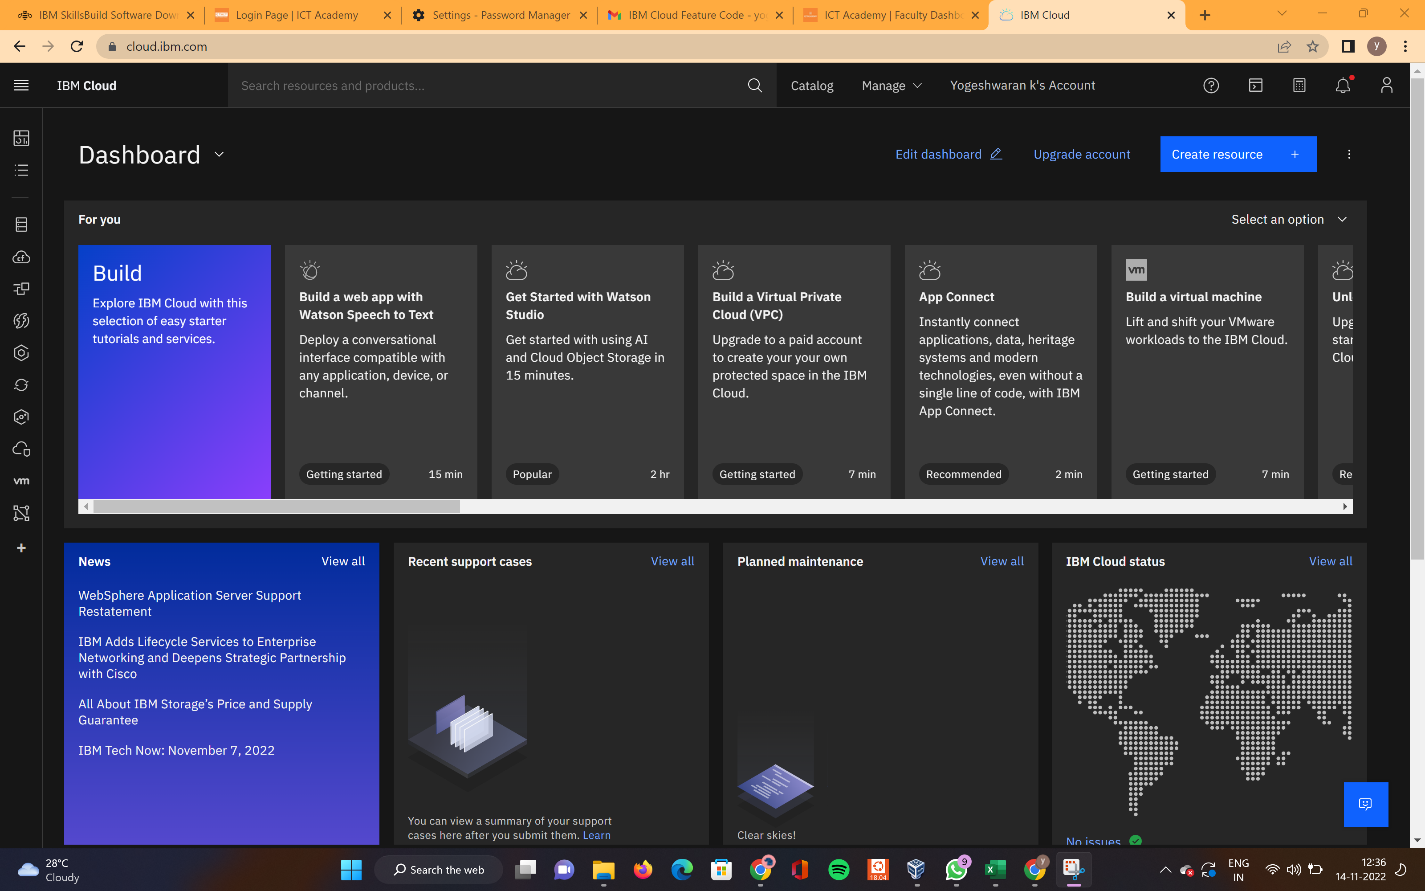 IBM SkillsBuild Software Dow
Login Page | ICT Academy
Settings - Password Manager
IBM Cloud Feature Code - yo
ICT Academy | Faculty Dashb
IBM Cloud
cloud.ibm.com
y
IBM Cloud
Search resources and products...
Catalog
Manage
Yogeshwaran k's Account
Dashboard
Edit dashboard
Upgrade account
Create resource +
For you
Select an option
Build
Explore IBM Cloud with this
selection of easy starter
tutorials and services.
Build a web app with
Watson Speech to Text
Deploy a conversational
interface compatible with
any application, device, or
channel.
Getting started
15 min
Get Started with Watson
Studio
Get started with using AI
and Cloud Object Storage in
15 minutes.
Popular
2 hr
Build a Virtual Private
Cloud (VPC)
Upgrade to a paid account
to create your your own
protected space in the IBM
Cloud.
Getting started
7 min
App Connect
Instantly connect
applications, data, heritage
systems and modern
technologies, even without a
single line of code, with IBM
App Connect.
Recommended
2 min
vm
Build a virtual machine
Lift and shift your VMware
workloads to the IBM Cloud.
Getting started
7 min
Unl
Upg
star
Clou
Re
vm
News
View all
WebSphere Application Server Support
Restatement
IBM Adds Lifecycle Services to Enterprise
Networking and Deepens Strategic Partnership
with Cisco
All About IBM Storage's Price and Supply
Guarantee
IBM Tech Now: November 7, 2022
Recent support cases
View all
You can view a summary of your support
cases here after you submit them. Learn
Planned maintenance
View all
Clear skies!
IBM Cloud status
View all
No issues
28°C
Cloudy
Search the web
18.04
9
ENG
IN
12:36
14-11-2022